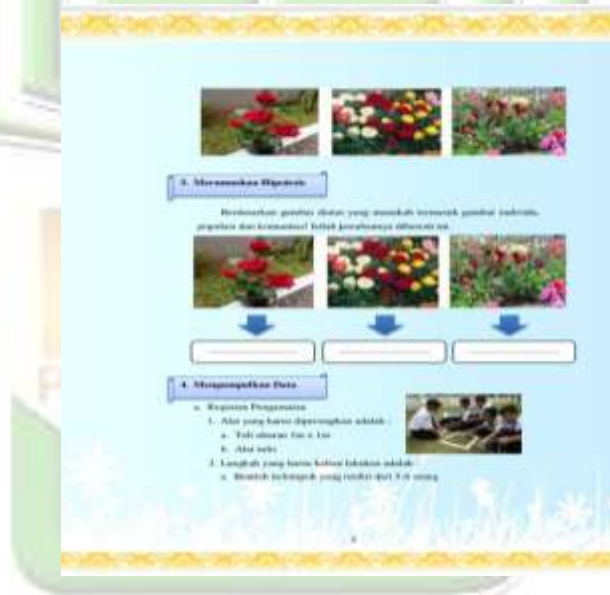 3. Merumuskan Hipotesis
Berdasarkan gambar diatas yang manakah termasuk gambar individu,
populasi dan komunitas? Isilah jawabannya dibawah ini
4. Mengumpulkan Data
a. Kegiatan Pengamatan
1. Alat yang harus dipersiapkan adalah :
a. Tali ukuran 1m x 1m
b. Alat tulis
2. Langkah yang harus kalian lakukan adalah :
a. Bentuk kelompok yang terdiri dari 5-6 orang